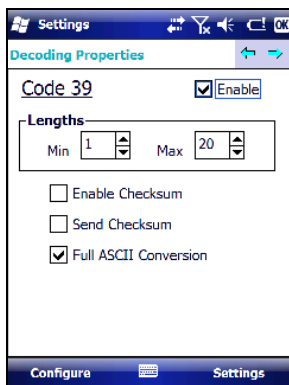 Settings OK
Decoding Properties
Code 39 Enable
Lengths
Min 1 Max 20
Enable Checksum
Send Checksum
Full ASCII Conversion
Configure Settings